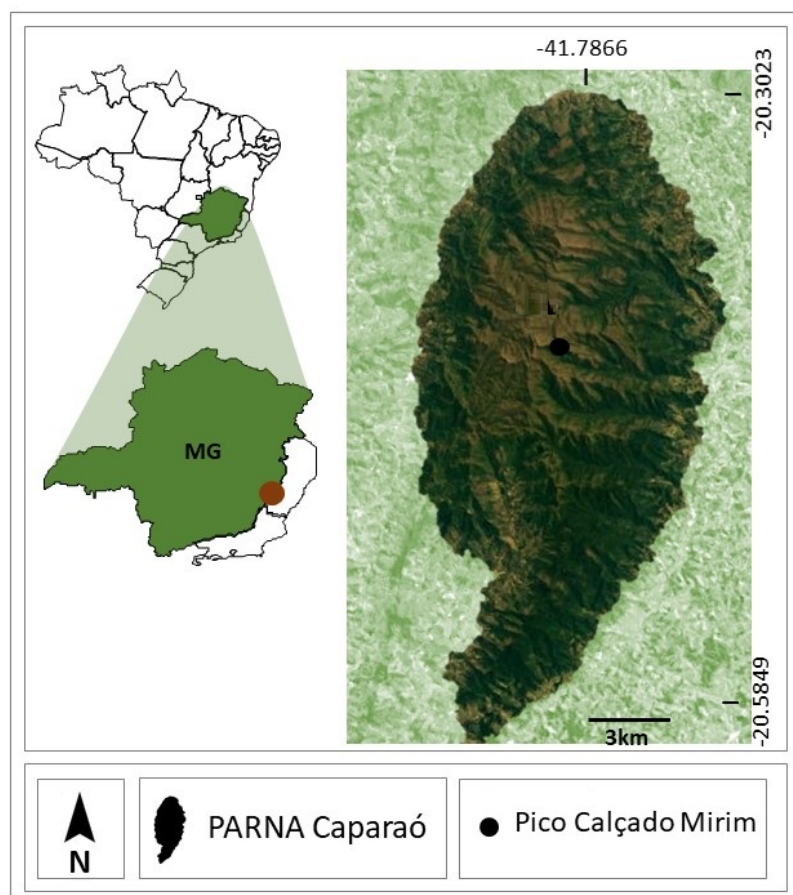 -41.7866
-20.3023
MG
-20.5849
3km
N
PARNA Caparaó
Pico Calçado Mirim